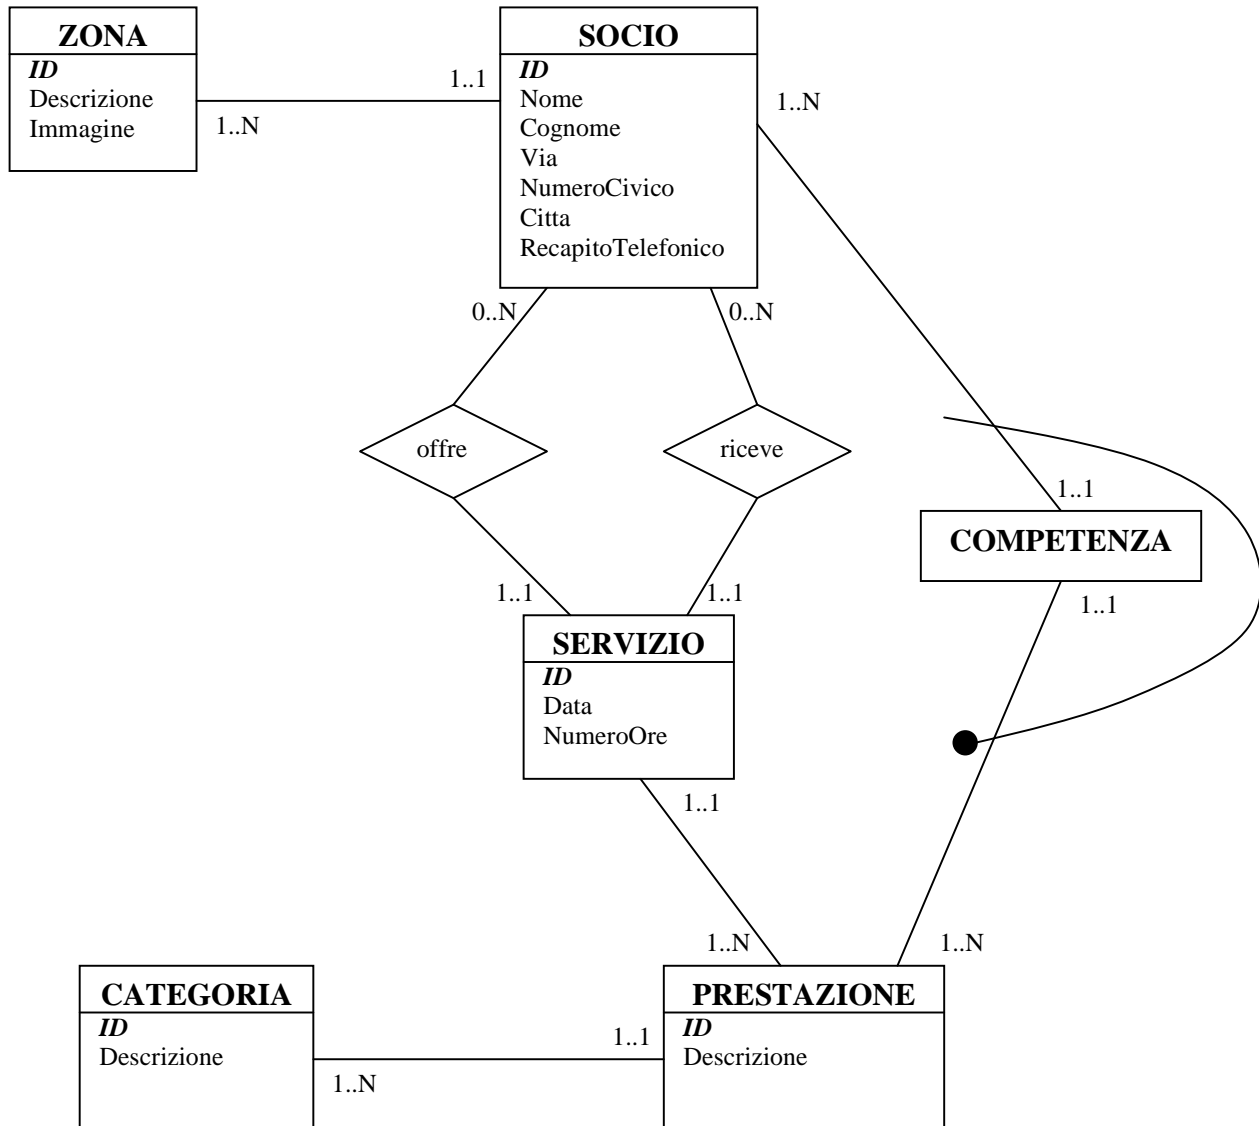 ZONA
ID
Descrizione
Immagine
1..N
1..1
SOCIO
ID
Nome
Cognome
Via
NumeroCivico
Citta
RecapitoTelefonico
1..N
0..N
0..N
offre
riceve
1..1
1..1
1..1
COMPETENZA
1..1
SERVIZIO
ID
Data
NumeroOre
1..1
1..N
1..N
CATEGORIA
ID
Descrizione
1..N
1..1
PRESTAZIONE
ID
Descrizione